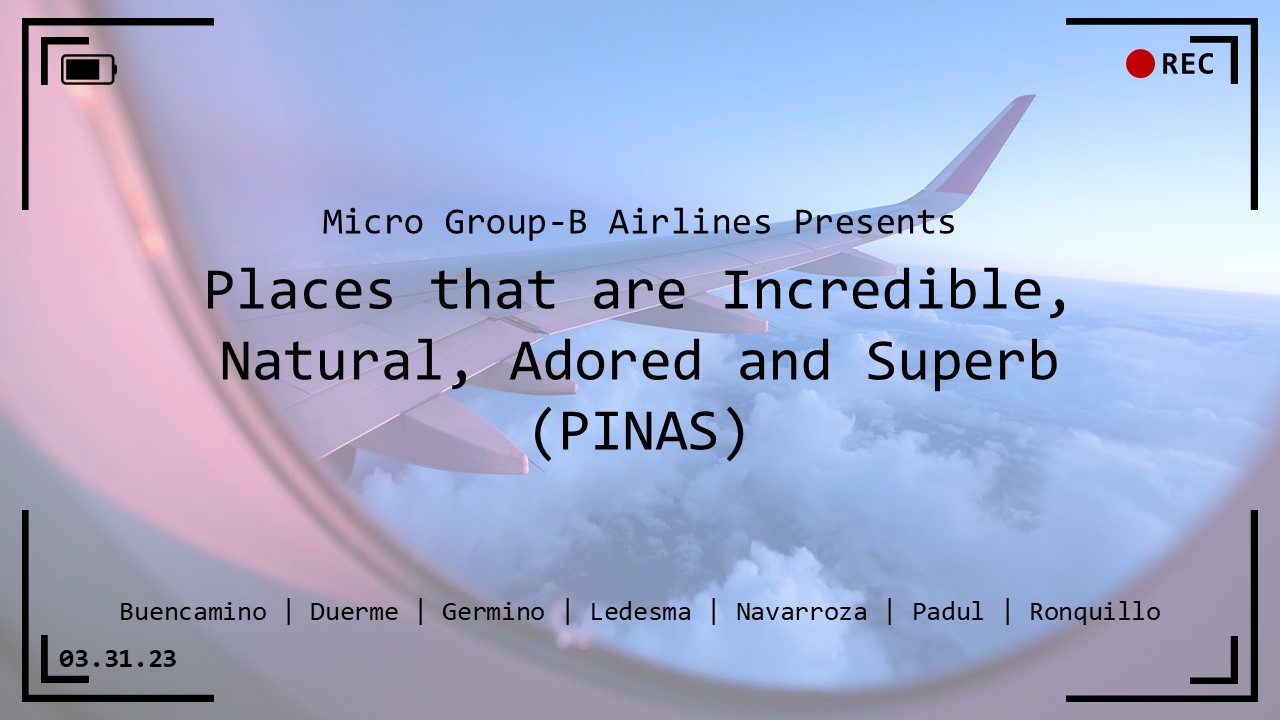 REC
Micro Group-B Airlines Presents
Places that are Incredible,
Natural, Adored and Superb
(PINAS)
Buencamino | Duerme | Germino | Ledesma | Navarroza | Padul | Ronquillo
03.31.23